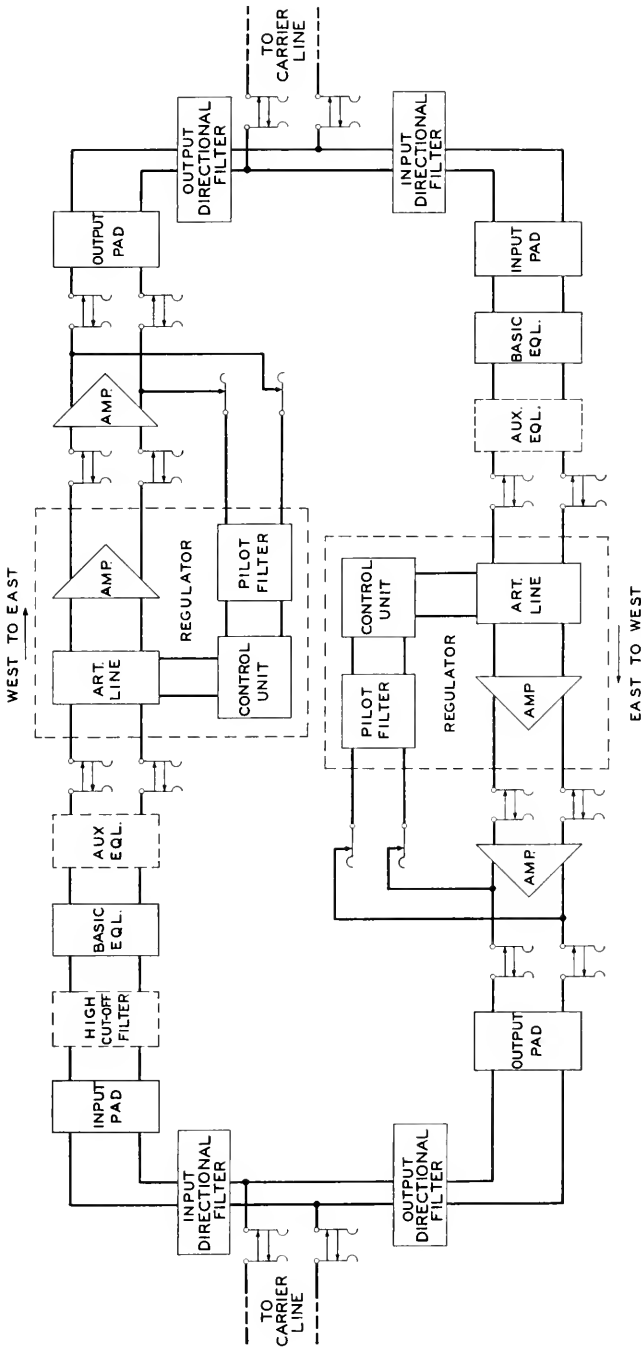 WEST TO EAST
TO
CARRIER
LINE
INPUT
DIRECTIONAL
FILTER
INPUT
PAD
HIGH
CUT-OFF
FILTER
BASIC
EQL.
AUX
EQL.
ART.
LINE
AMP.
CONTROL
UNIT
PILOT
FILTER
REGULATOR
AMP.
OUTPUT
PAD
OUTPUT
DIRECTIONAL
FILTER
TO
CARRIER
LINE
INPUT
DIRECTIONAL
FILTER
INPUT
PAD
BASIC
EQL.
AUX.
EQL.
ART.
LINE
CONTROL
UNIT
PILOT
FILTER
REGULATOR
AMP
AMP.
OUTPUT
PAD
OUTPUT
DIRECTIONAL
FILTER
EAST TO WEST